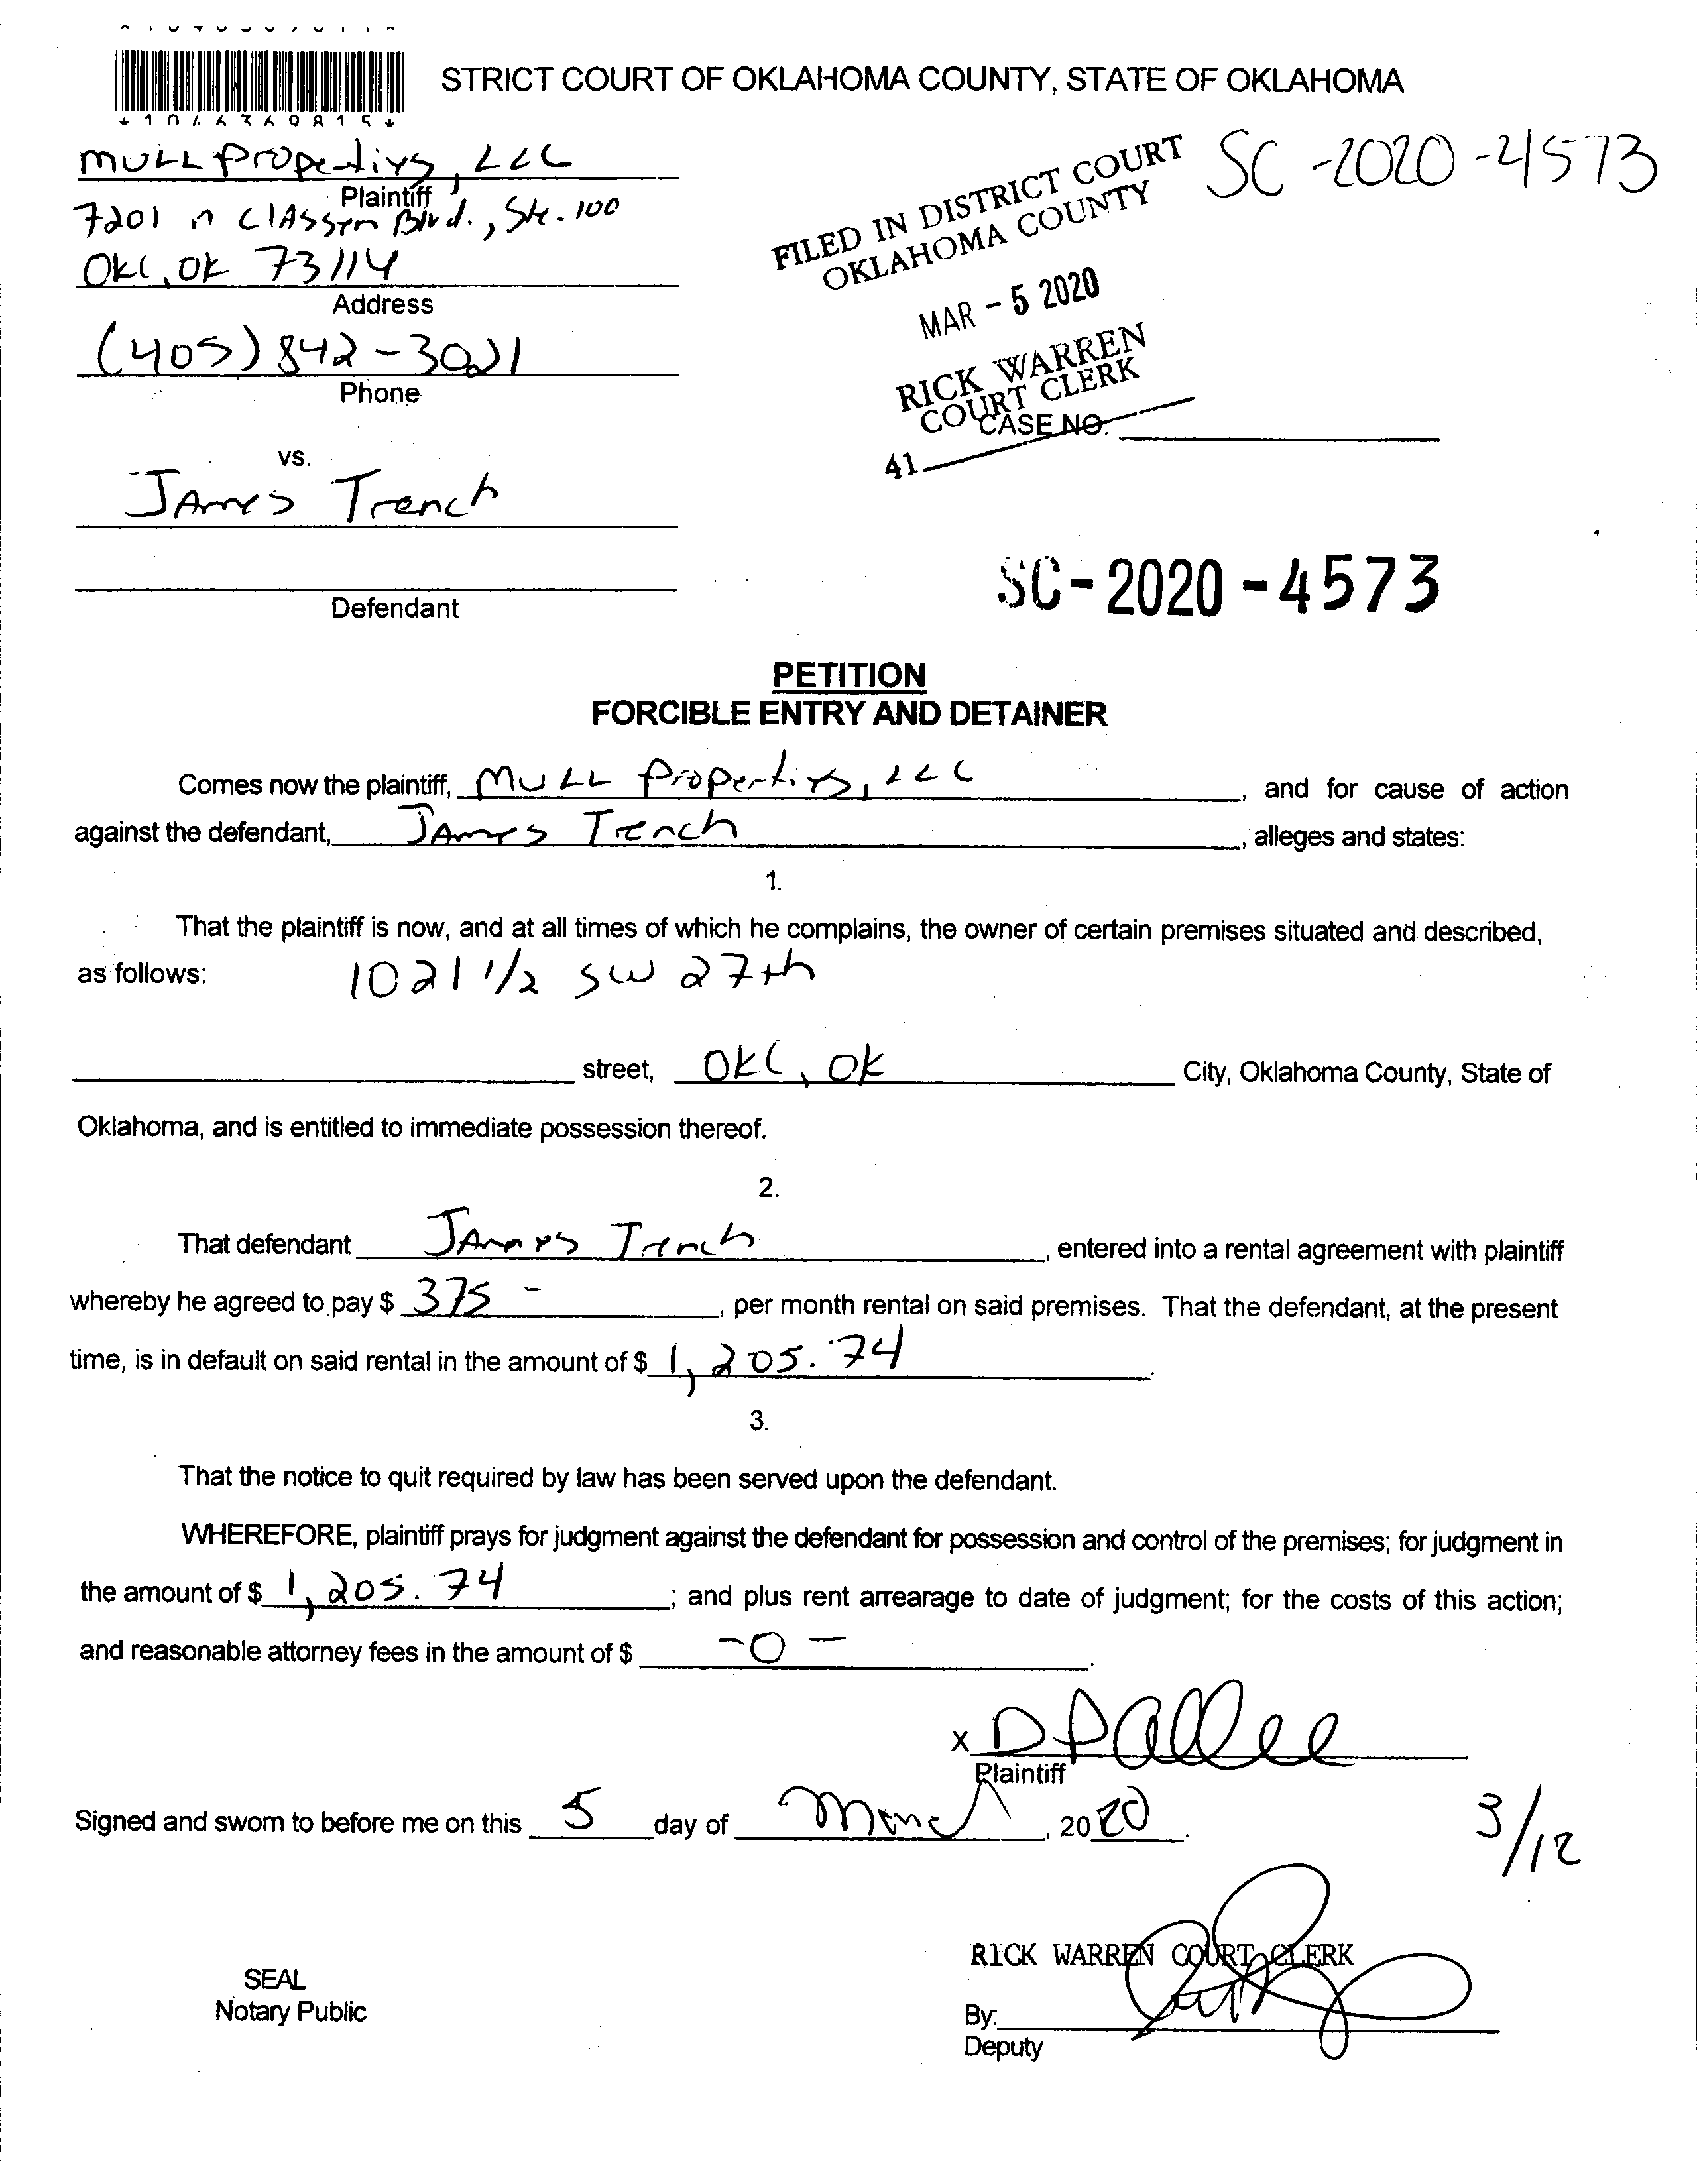 STRICT COURT OF OKLAHOMA COUNTY, STATE OF OKLAHOMA
*1046369815*
MULL Properties, LLC
Plaintiff
7201 n Classen Blvd., Ste. 100
OKC, OK 73114
Address
(405) 842-3021
Phone
SC-2020-4573
FILED IN DISTRICT COURT
OKLAHOMA COUNTY
MAR - 5 2020
RICK WARREN
COURT CLERK
CASE NO.
41
vs.
James Trench
Defendant
SC-2020-4573
PETITION
FORCIBLE ENTRY AND DETAINER
Comes now the plaintiff, MULL Properties, LLC, and for cause of action
against the defendant, James Trench, alleges and states:
1.
That the plaintiff is now, and at all times of which he complains, the owner of certain premises situated and described,
as follows: 1021 1/2 SW 27th
street, OKC, OK City, Oklahoma County, State of
Oklahoma, and is entitled to immediate possession thereof.
2.
That defendant James Trench, entered into a rental agreement with plaintiff
whereby he agreed to pay $ 375 -, per month rental on said premises. That the defendant, at the present
time, is in default on said rental in the amount of $ 1,205.74.
3.
That the notice to quit required by law has been served upon the defendant.
WHEREFORE, plaintiff prays for judgment against the defendant for possession and control of the premises; for judgment in
the amount of $ 1,205.74; and plus rent arrearage to date of judgment; for the costs of this action;
and reasonable attorney fees in the amount of $ -0-.
x D Pallee
Plaintiff
Signed and sworn to before me on this 5 day of March, 2020.
3/12
RICK WARREN COURT CLERK
SEAL
Notary Public
By:
Deputy